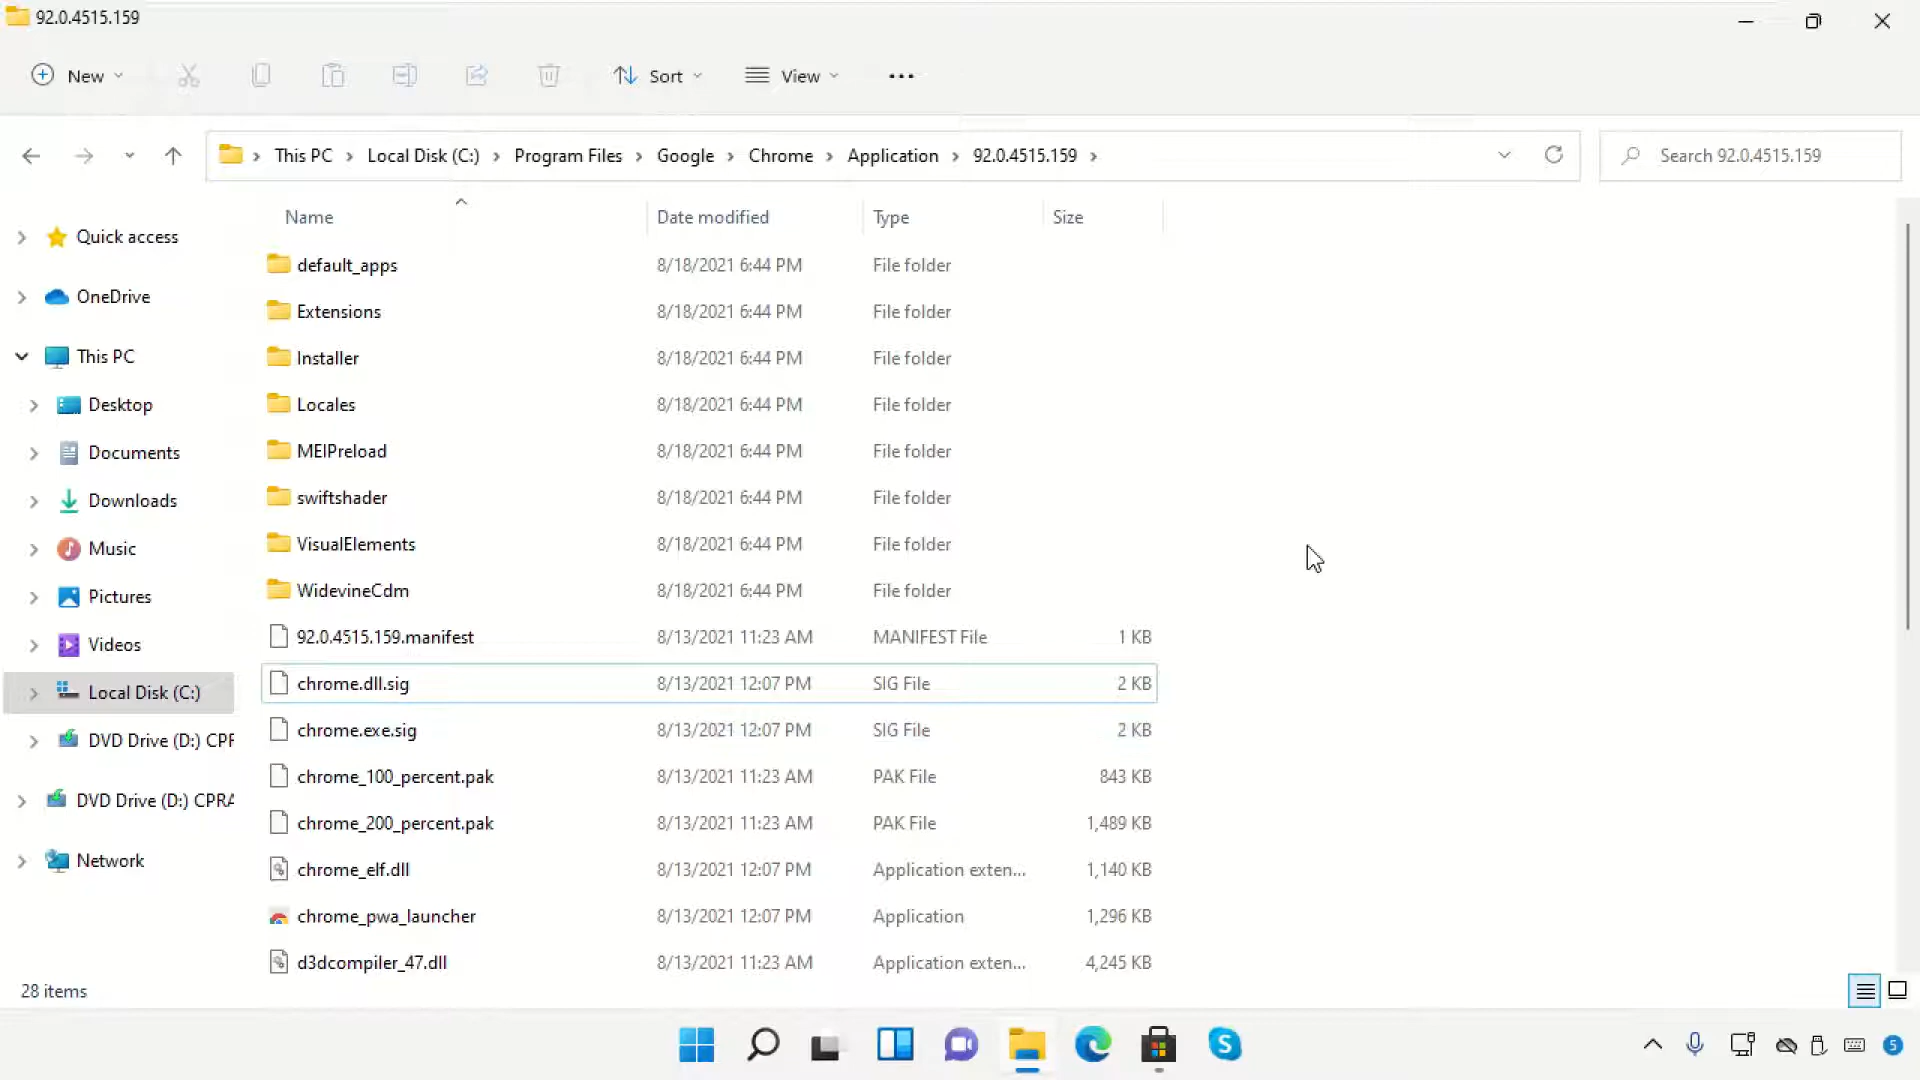 92.0.4515.159
New
Sort
View
This PC > Local Disk (C:) > Program Files > Google > Chrome > Application > 92.0.4515.159 >
Search 92.0.4515.159
Name Date modified Type Size
Quick access
OneDrive
This PC
Desktop
Documents
Downloads
Music
Pictures
Videos
Local Disk (C:)
DVD Drive (D:) CPF
DVD Drive (D:) CPRA
Network
default_apps 8/18/2021 6:44 PM File folder
Extensions 8/18/2021 6:44 PM File folder
Installer 8/18/2021 6:44 PM File folder
Locales 8/18/2021 6:44 PM File folder
MEIPreload 8/18/2021 6:44 PM File folder
swiftshader 8/18/2021 6:44 PM File folder
VisualElements 8/18/2021 6:44 PM File folder
WidevineCdm 8/18/2021 6:44 PM File folder
92.0.4515.159.manifest 8/13/2021 11:23 AM MANIFEST File 1 KB
chrome.dll.sig 8/13/2021 12:07 PM SIG File 2 KB
chrome.exe.sig 8/13/2021 12:07 PM SIG File 2 KB
chrome_100_percent.pak 8/13/2021 11:23 AM PAK File 843 KB
chrome_200_percent.pak 8/13/2021 11:23 AM PAK File 1,489 KB
chrome_elf.dll 8/13/2021 12:07 PM Application exten... 1,140 KB
chrome_pwa_launcher 8/13/2021 12:07 PM Application 1,296 KB
d3dcompiler_47.dll 8/13/2021 11:23 AM Application exten... 4,245 KB
28 items
S
5